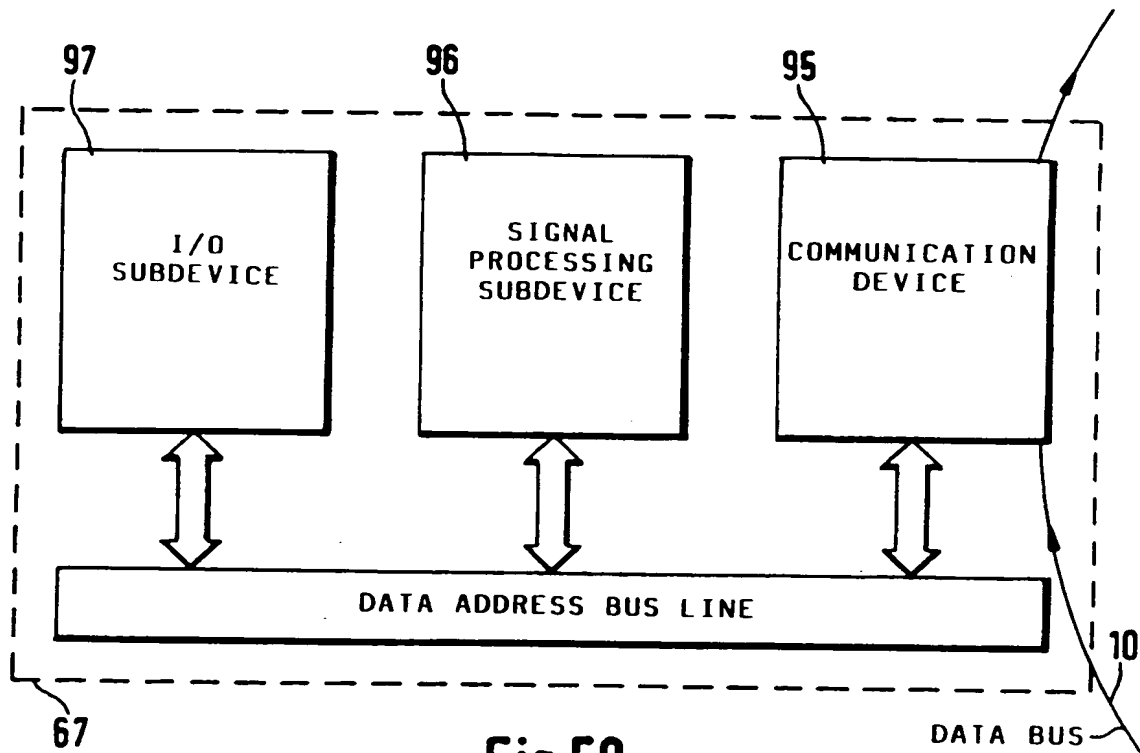 97
96
95
I/O
SUBDEVICE
SIGNAL
PROCESSING
SUBDEVICE
COMMUNICATION
DEVICE
DATA ADDRESS BUS LINE
10
67
DATA BUS